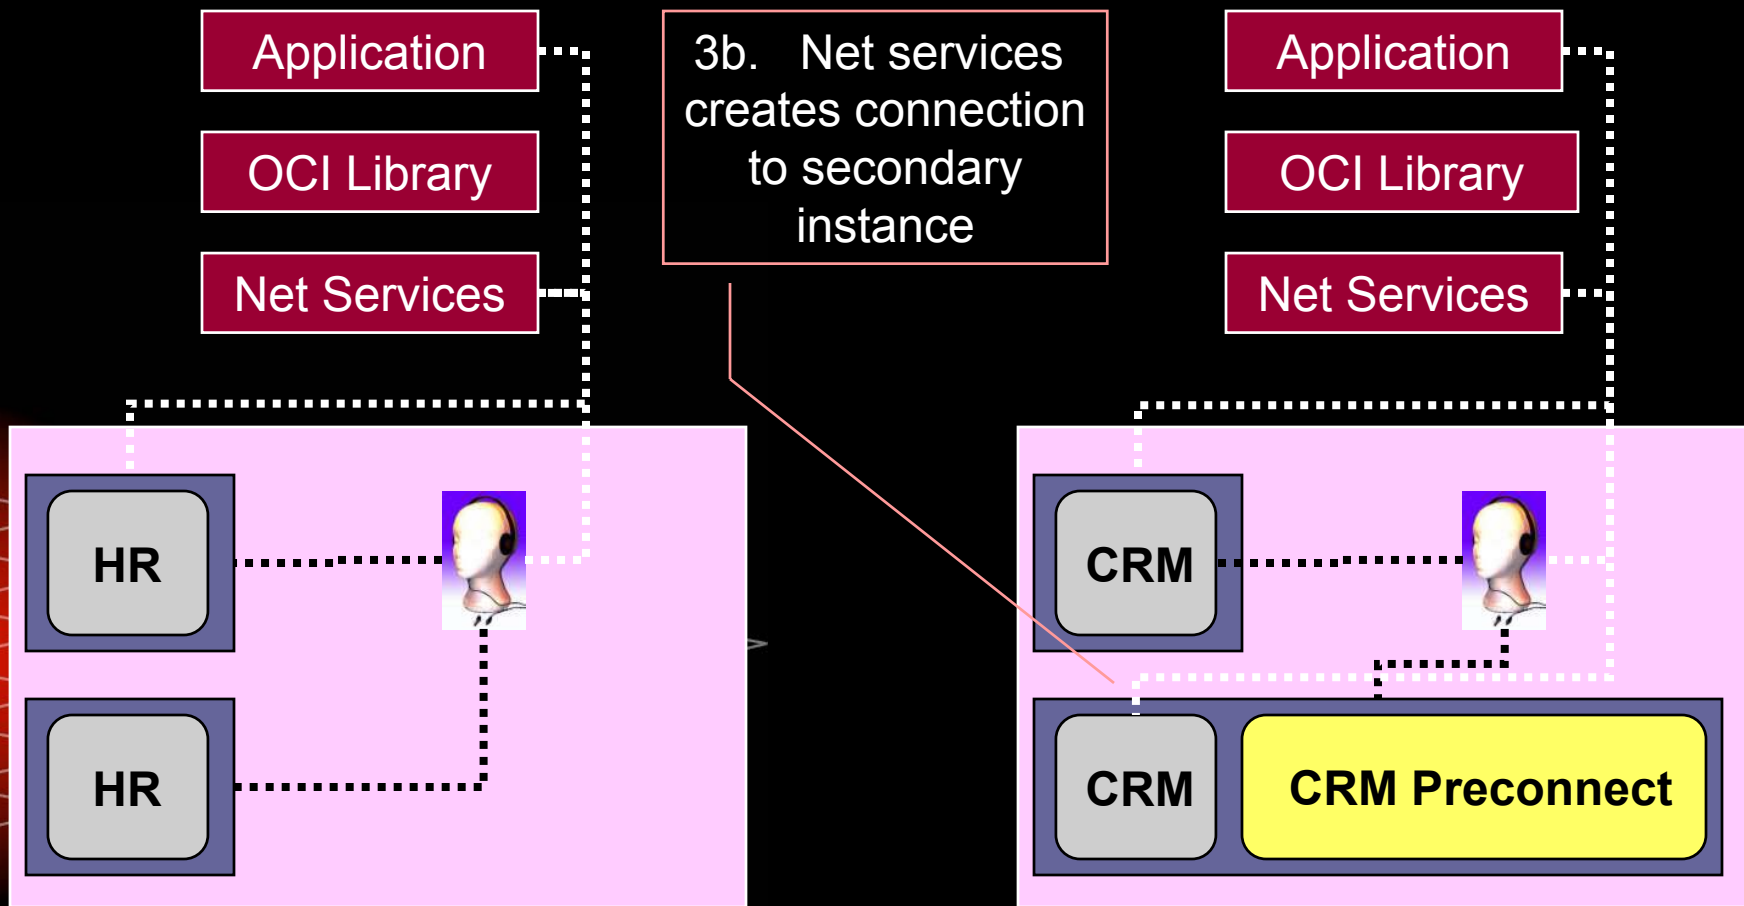 Application
OCI Library
Net Services
3b. Net services
creates connection
to secondary
instance
Application
OCI Library
Net Services
HR
HR
CRM
CRM
CRM Preconnect